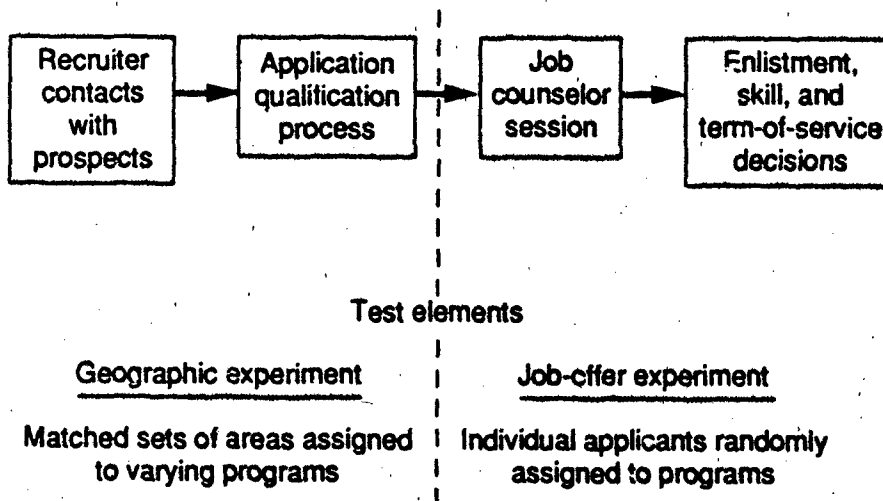 Recruiter
contacts
with
prospects
Application
qualification
process
Job
counselor
session
Enlistment,
skill, and
term-of-service
decisions
Test elements
Geographic experiment
Matched sets of areas assigned
to varying programs
Job-offer experiment
Individual applicants randomly
assigned to programs